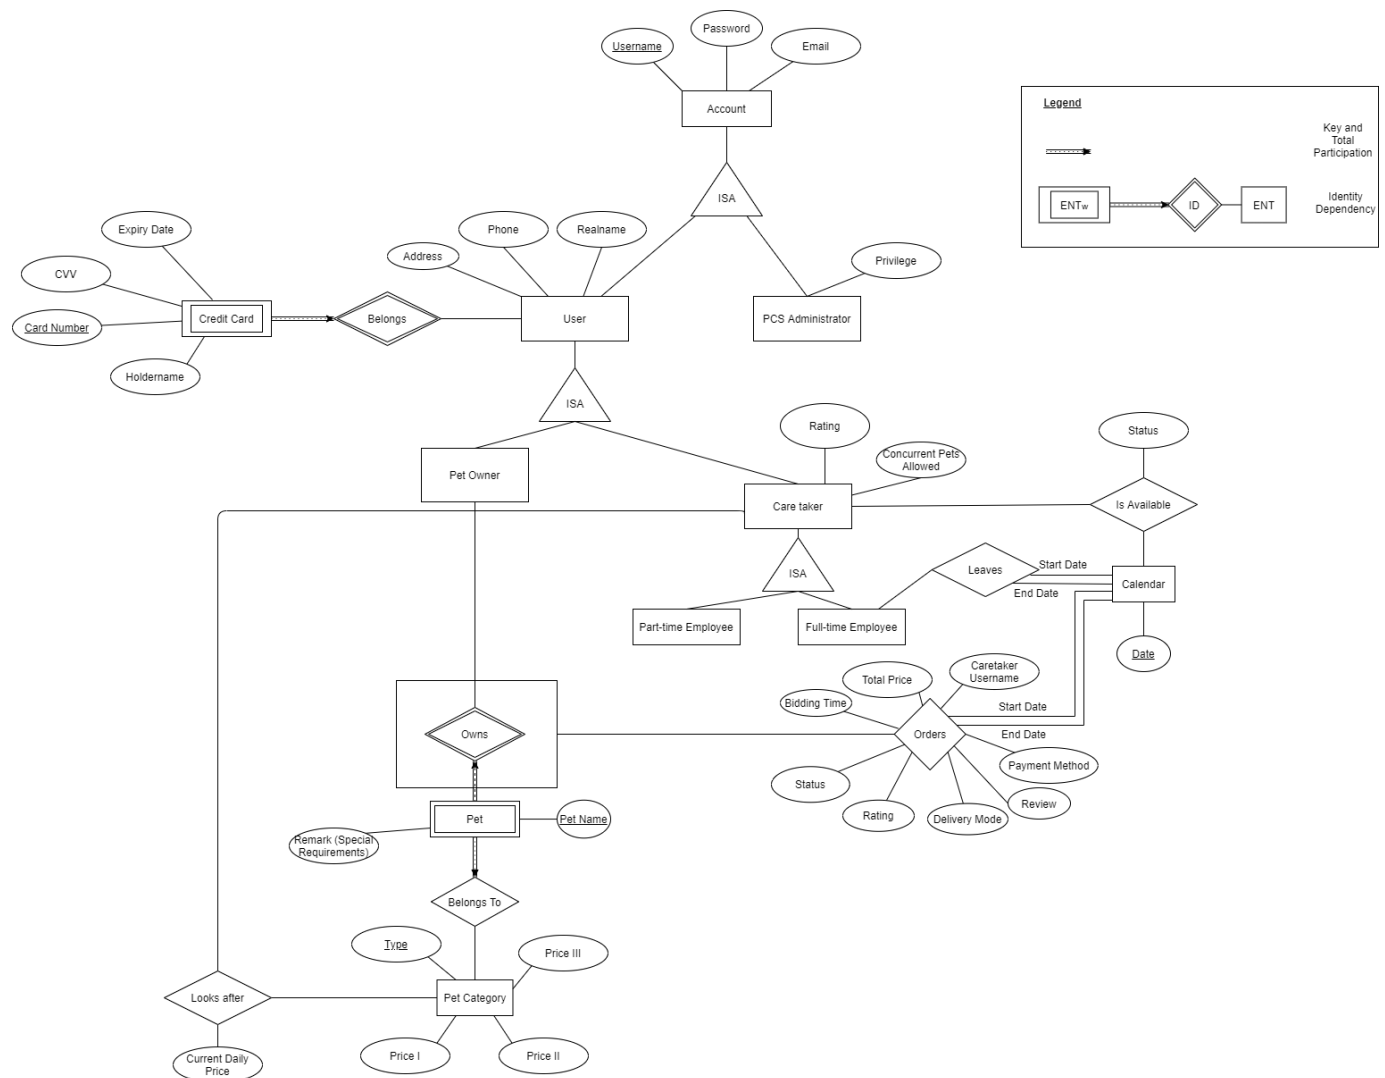 Password
Username
Email
Account
Legend
Key and
Total
Participation
ENTw
ID
ENT
Identity
Dependency
ISA
Expiry Date
Phone
Realname
Address
Privilege
CVV
Credit Card
Belongs
User
PCS Administrator
Card Number
Holdername
ISA
Rating
Status
Concurrent Pets
Allowed
Pet Owner
Care taker
Is Available
ISA
Leaves
Start Date
End Date
Calendar
Part-time Employee
Full-time Employee
Date
Caretaker
Username
Total Price
Bidding Time
Start Date
Owns
Orders
End Date
Payment Method
Status
Review
Rating
Delivery Mode
Pet
Pet Name
Remark (Special
Requirements)
Belongs To
Type
Price III
Looks after
Pet Category
Price I
Price II
Current Daily
Price